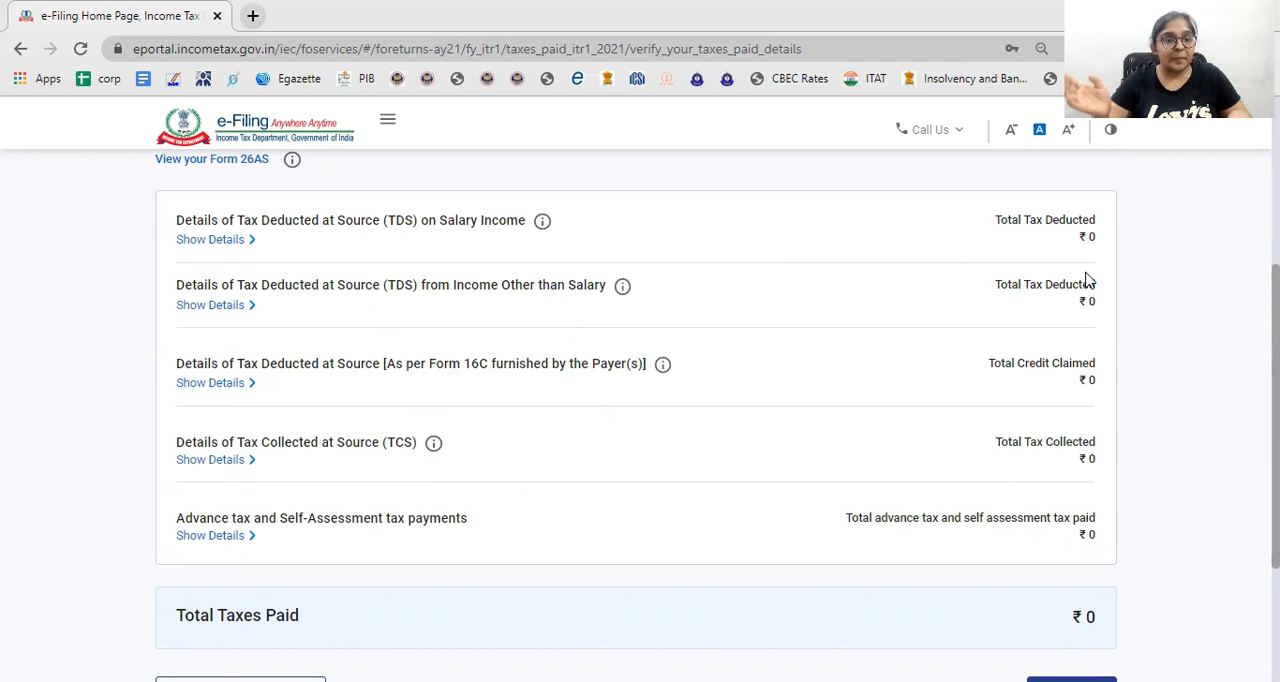 e-Filing Home Page, Income Tax
eportal.incometax.gov.in/iec/foservices/#/foreturns-ay21/fy_itr1/taxes_paid_itr1_2021/verify_your_taxes_paid_details
Apps corp Egazette PIB CBEC Rates ITAT Insolvency and Ban...
e-Filing Anywhere Anytime
Income Tax Department, Government of India
Call Us A- A A+
View your Form 26AS
Details of Tax Deducted at Source (TDS) on Salary Income Total Tax Deducted
Show Details ₹ 0
Details of Tax Deducted at Source (TDS) from Income Other than Salary Total Tax Deducted
Show Details ₹ 0
Details of Tax Deducted at Source [As per Form 16C furnished by the Payer(s)] Total Credit Claimed
Show Details ₹ 0
Details of Tax Collected at Source (TCS) Total Tax Collected
Show Details ₹ 0
Advance tax and Self-Assessment tax payments Total advance tax and self assessment tax paid
Show Details ₹ 0
Total Taxes Paid ₹ 0